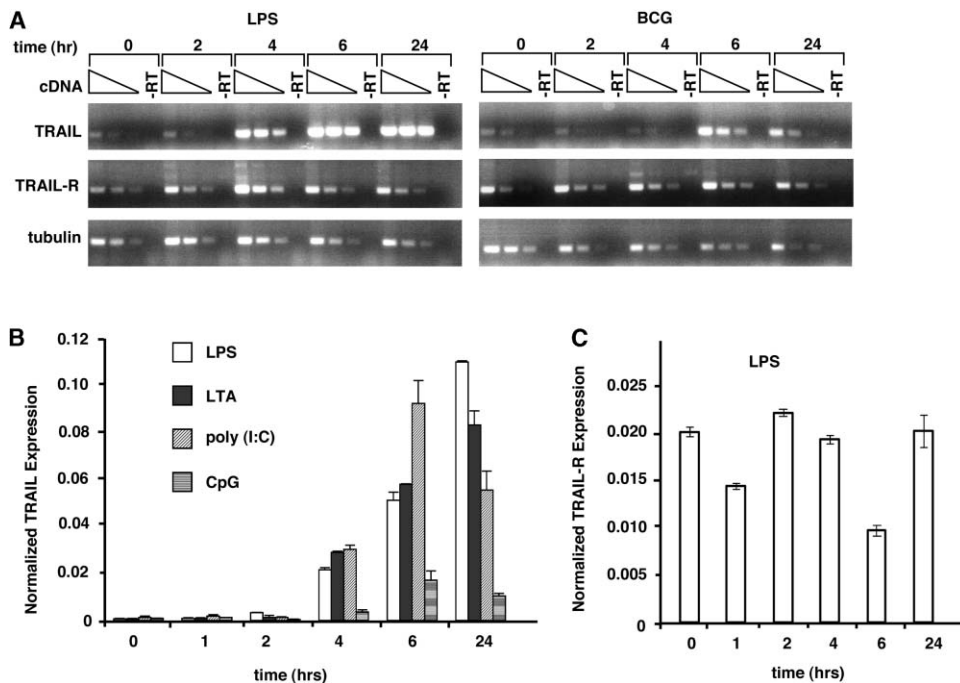 A
LPS
BCG
time (hr) 0 2 4 6 24
0 2 4 6 24
cDNA -RT -RT -RT -RT -RT
-RT -RT -RT -RT -RT
TRAIL
TRAIL-R
tubulin
B
Normalized TRAIL Expression
0.12
0.10
0.08
0.06
0.04
0.02
0
LPS
LTA
poly (I:C)
CpG
0 1 2 4 6 24
time (hrs)
C
LPS
Normalized TRAIL-R Expression
0.025
0.020
0.015
0.010
0.005
0.000
0 1 2 4 6 24
time (hrs)